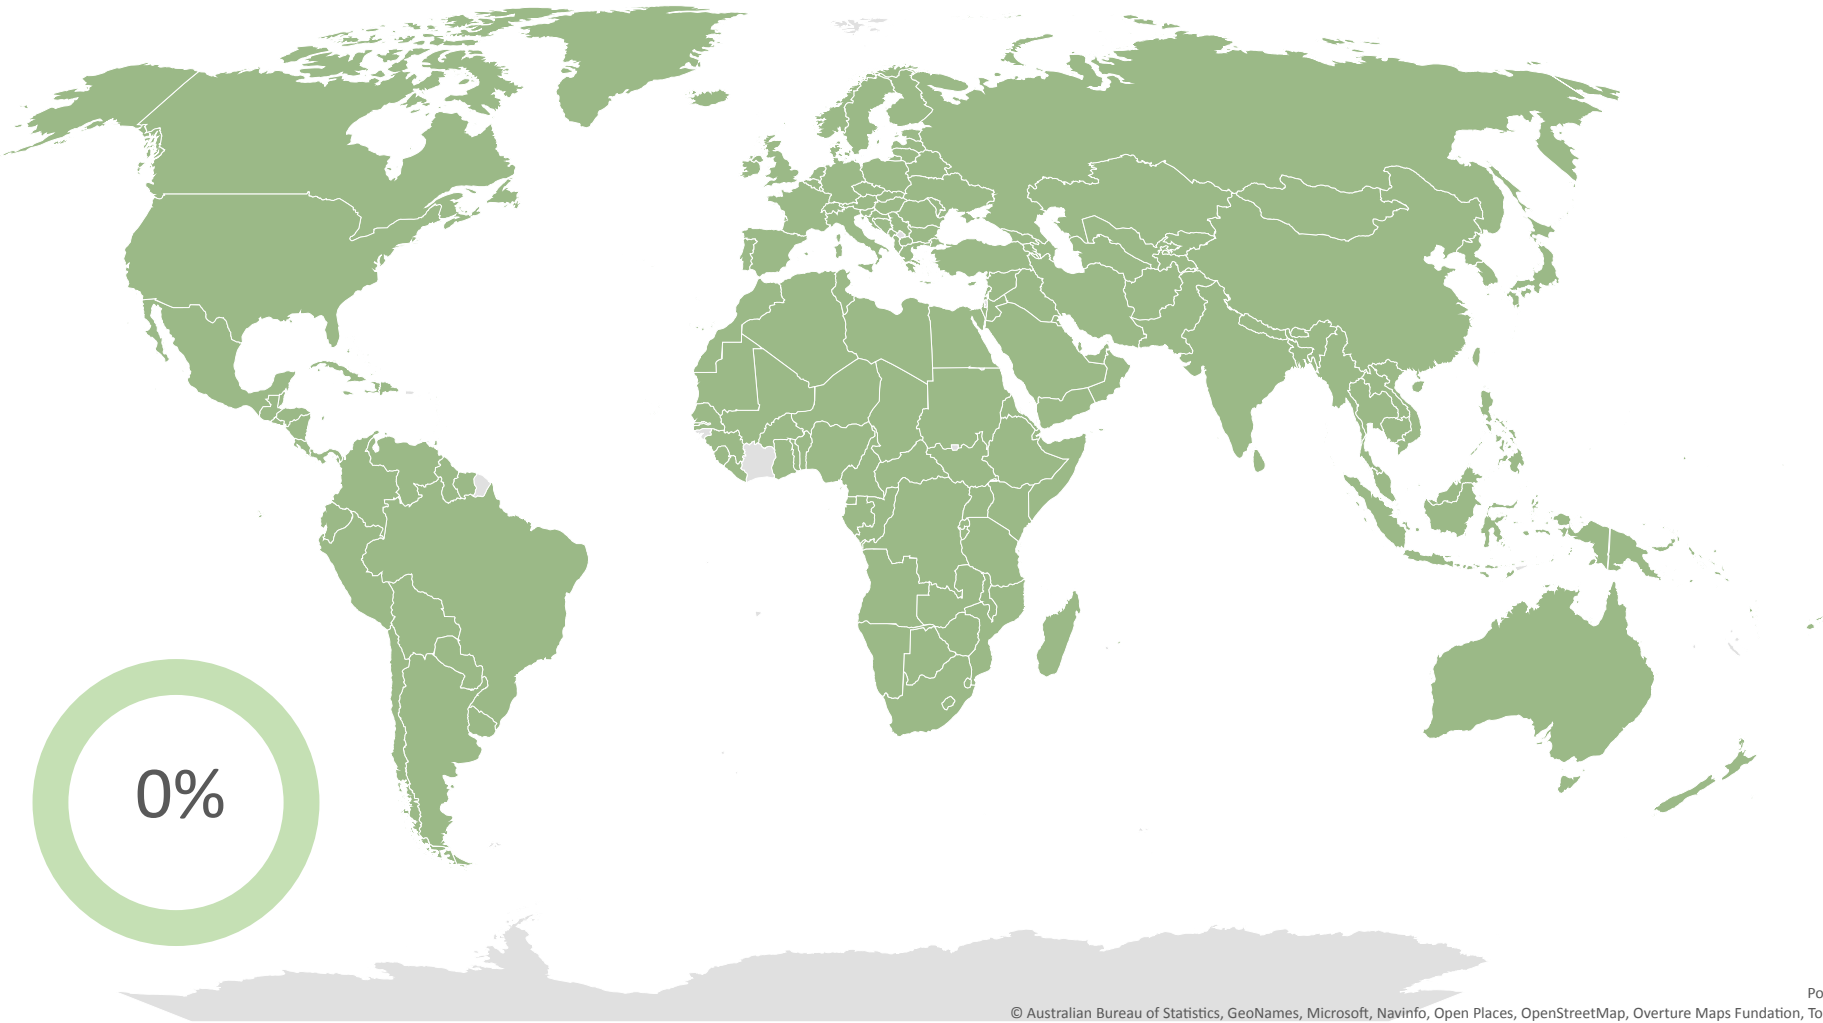 0%
Po
© Australian Bureau of Statistics, GeoNames, Microsoft, Navinfo, Open Places, OpenStreetMap, Overture Maps Fundation, To